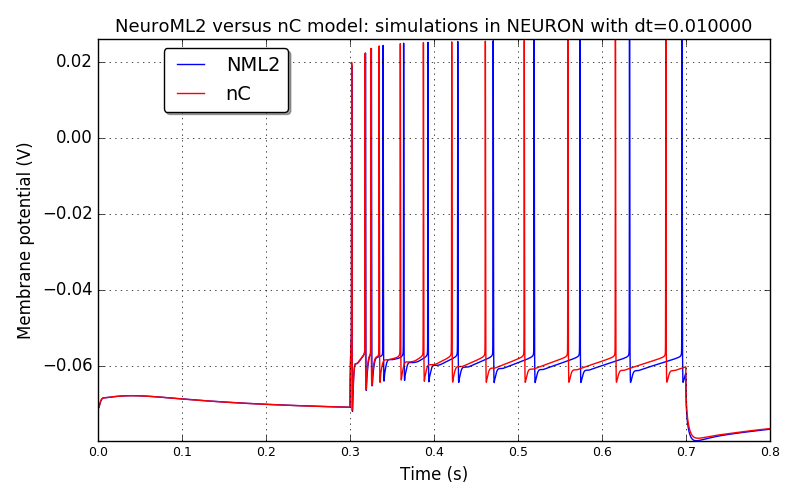 NeuroML2 versus nC model: simulations in NEURON with dt=0.010000
NML2
nC
0.02
0.00
−0.02
−0.04
−0.06
Membrane potential (V)
0.0 0.1 0.2 0.3 0.4 0.5 0.6 0.7 0.8
Time (s)